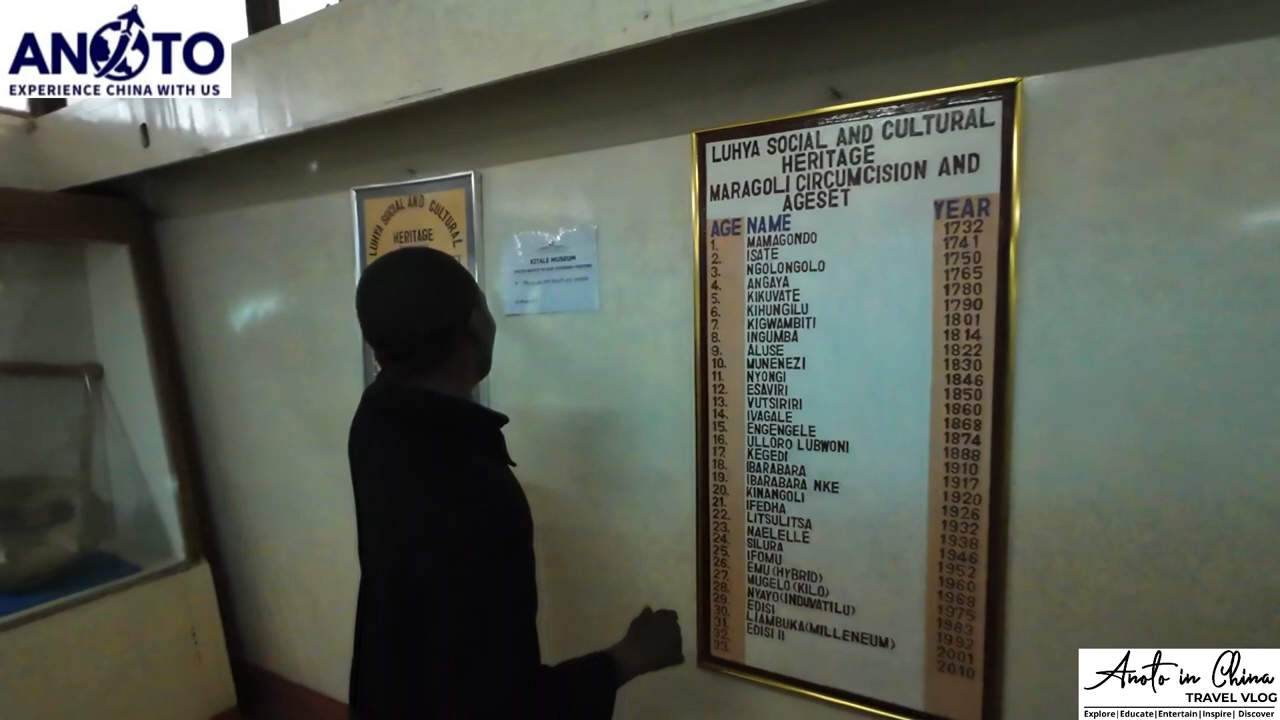 ANOTO
EXPERIENCE CHINA WITH US
LUHYA SOCIAL AND CULTURAL
HERITAGE
KITALE MUSEUM
LUHYA SOCIAL AND CULTURAL
HERITAGE
MARAGOLI CIRCUMCISION AND
AGESET
AGE NAME YEAR
1. MAMAGONDO 1732
2. ISATE 1741
3. NGOLONGOLO 1750
4. ANGAYA 1765
5. KIKUVATE 1780
6. KIHUNGILU 1790
7. KIGWAMBITI 1801
8. INGUMBA 1814
9. ALUSE 1822
10. MUNENEZI 1830
11. NYONGI 1846
12. ESAVIRI 1850
13. VUTSIRIRI 1860
14. IVAGALE 1868
15. ENGENGELE 1874
16. ULLORO LUBWONI 1888
17. KEGEDI 1910
18. IBARABARA 1917
19. IBARABARA NKE 1920
20. KINANGOLI 1926
21. IFEDHA 1932
22. LITSULITSA 1938
23. NAELELLE 1946
24. SILURA 1952
25. IFOMU 1960
26. EMU(HYBRID) 1968
27. MUGELO(KILO) 1975
28. NYAYO(INDUVATILU) 1983
29. EDISI 1992
30. LIAMBUKA(MILLENEUM) 2001
31. EDISI II 2010
32.
33.
Anoto in China
TRAVEL VLOG
Explore|Educate|Entertain|Inspire| Discover